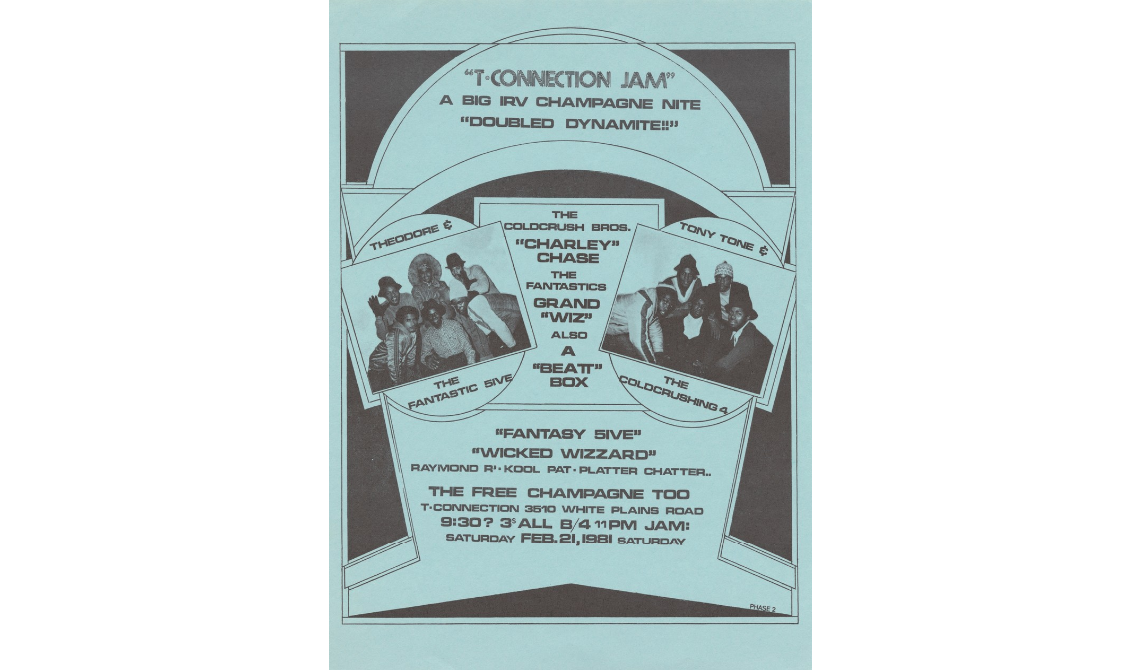 “T·CONNECTION JAM”
A BIG IRV CHAMPAGNE NITE
“DOUBLED DYNAMITE!!”
THEODORE ¢
THE
FANTASTIC 5IVE
THE
COLDCRUSH BROS.
“CHARLEY”
CHASE
THE
FANTASTICS
GRAND
“WIZ”
ALSO
A
“BEATT”
BOX
TONY TONE ¢
THE
COLDCRUSHING 4
“FANTASY 5IVE”
“WICKED WIZZARD”
RAYMOND R'·KOOL PAT·PLATTER CHATTER..
THE FREE CHAMPAGNE TOO
T·CONNECTION 3510 WHITE PLAINS ROAD
9:30? 3$ ALL B/4 11PM JAM:
SATURDAY FEB. 21, 1981 SATURDAY
PHASE 2